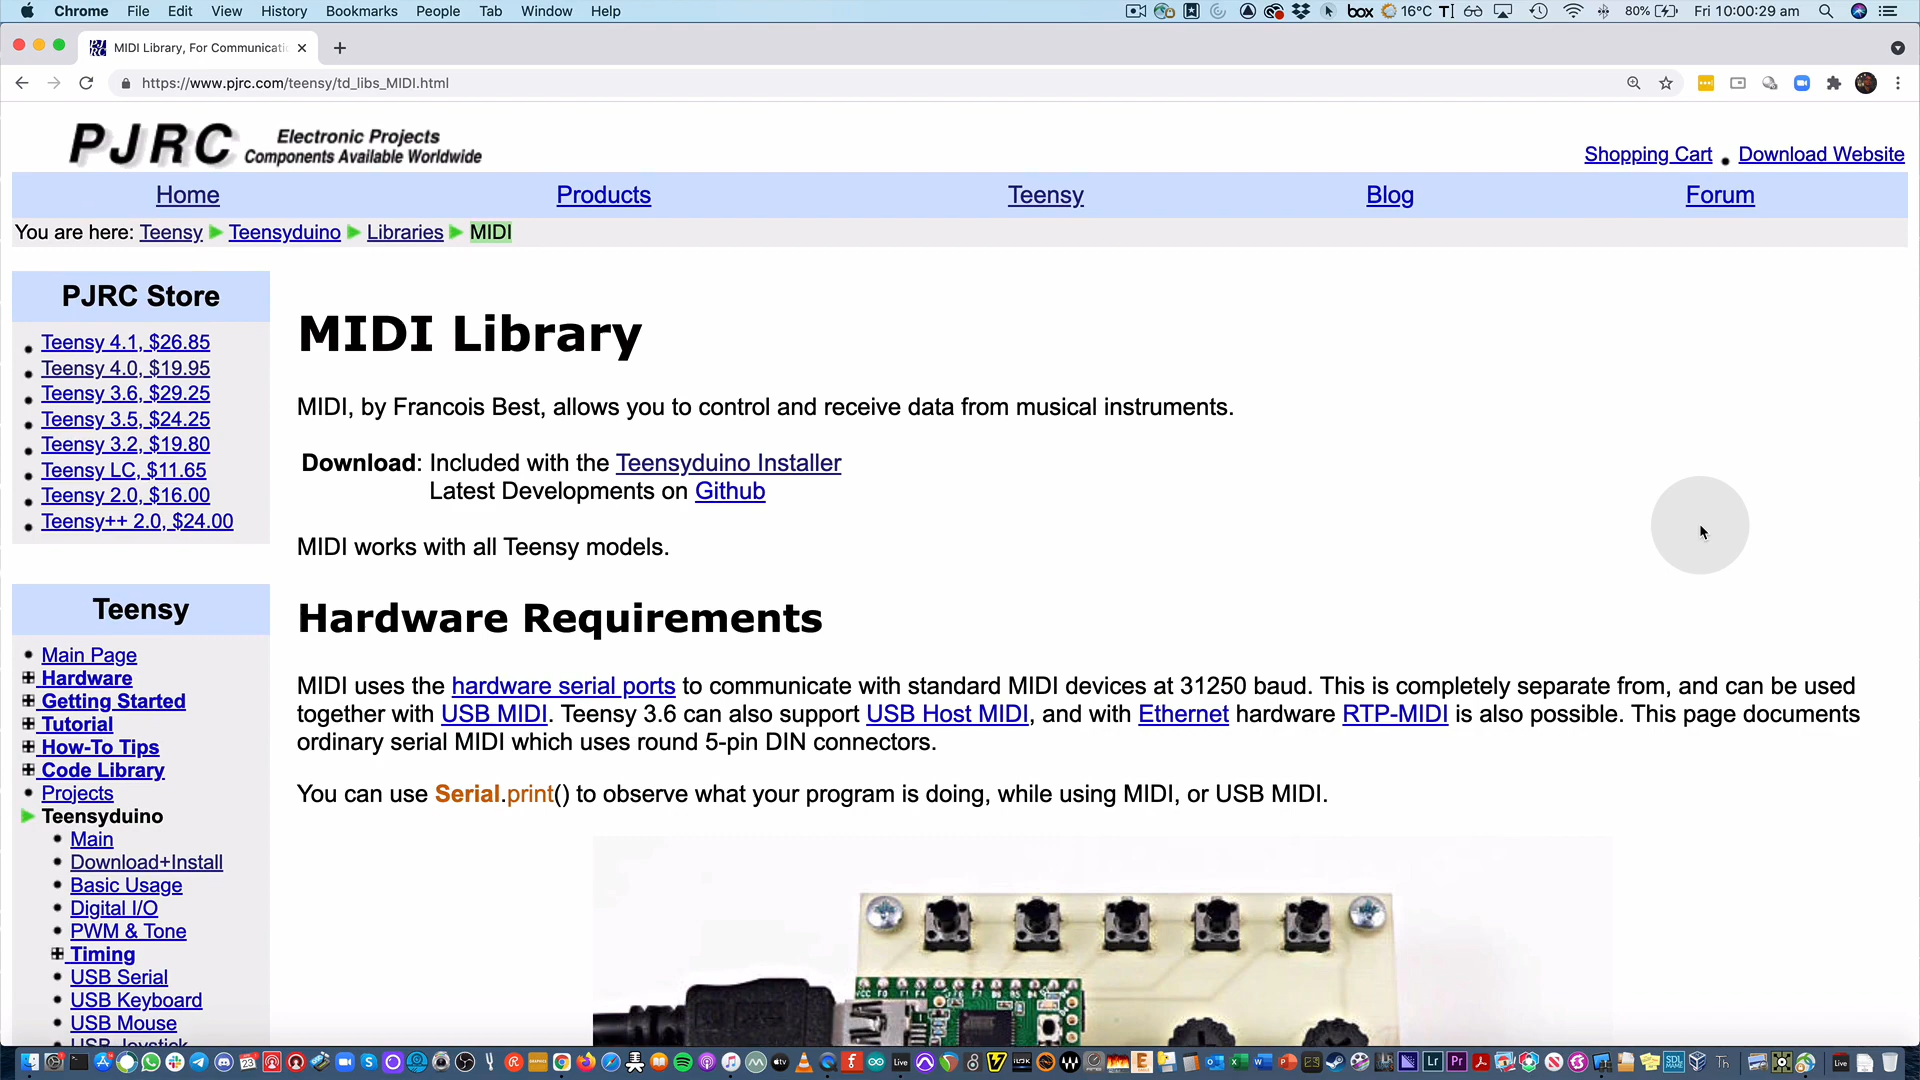 Chrome File Edit View History Bookmarks People Tab Window Help
box 16°C 80% Fri 10:00:29 am
MIDI Library, For Communicati
https://www.pjrc.com/teensy/td_libs_MIDI.html
PJRC Electronic Projects
Components Available Worldwide
Shopping Cart Download Website
Home Products Teensy Blog Forum
You are here: Teensy Teensyduino Libraries MIDI
PJRC Store
Teensy 4.1, $26.85
Teensy 4.0, $19.95
Teensy 3.6, $29.25
Teensy 3.5, $24.25
Teensy 3.2, $19.80
Teensy LC, $11.65
Teensy 2.0, $16.00
Teensy++ 2.0, $24.00
Teensy
Main Page
Hardware
Getting Started
Tutorial
How-To Tips
Code Library
Projects
Teensyduino
Main
Download+Install
Basic Usage
Digital I/O
PWM & Tone
Timing
USB Serial
USB Keyboard
USB Mouse
USB Joystick
MIDI Library
MIDI, by Francois Best, allows you to control and receive data from musical instruments.
Download: Included with the Teensyduino Installer
Latest Developments on Github
MIDI works with all Teensy models.
Hardware Requirements
MIDI uses the hardware serial ports to communicate with standard MIDI devices at 31250 baud. This is completely separate from, and can be used
together with USB MIDI. Teensy 3.6 can also support USB Host MIDI, and with Ethernet hardware RTP-MIDI is also possible. This page documents
ordinary serial MIDI which uses round 5-pin DIN connectors.
You can use Serial.print() to observe what your program is doing, while using MIDI, or USB MIDI.